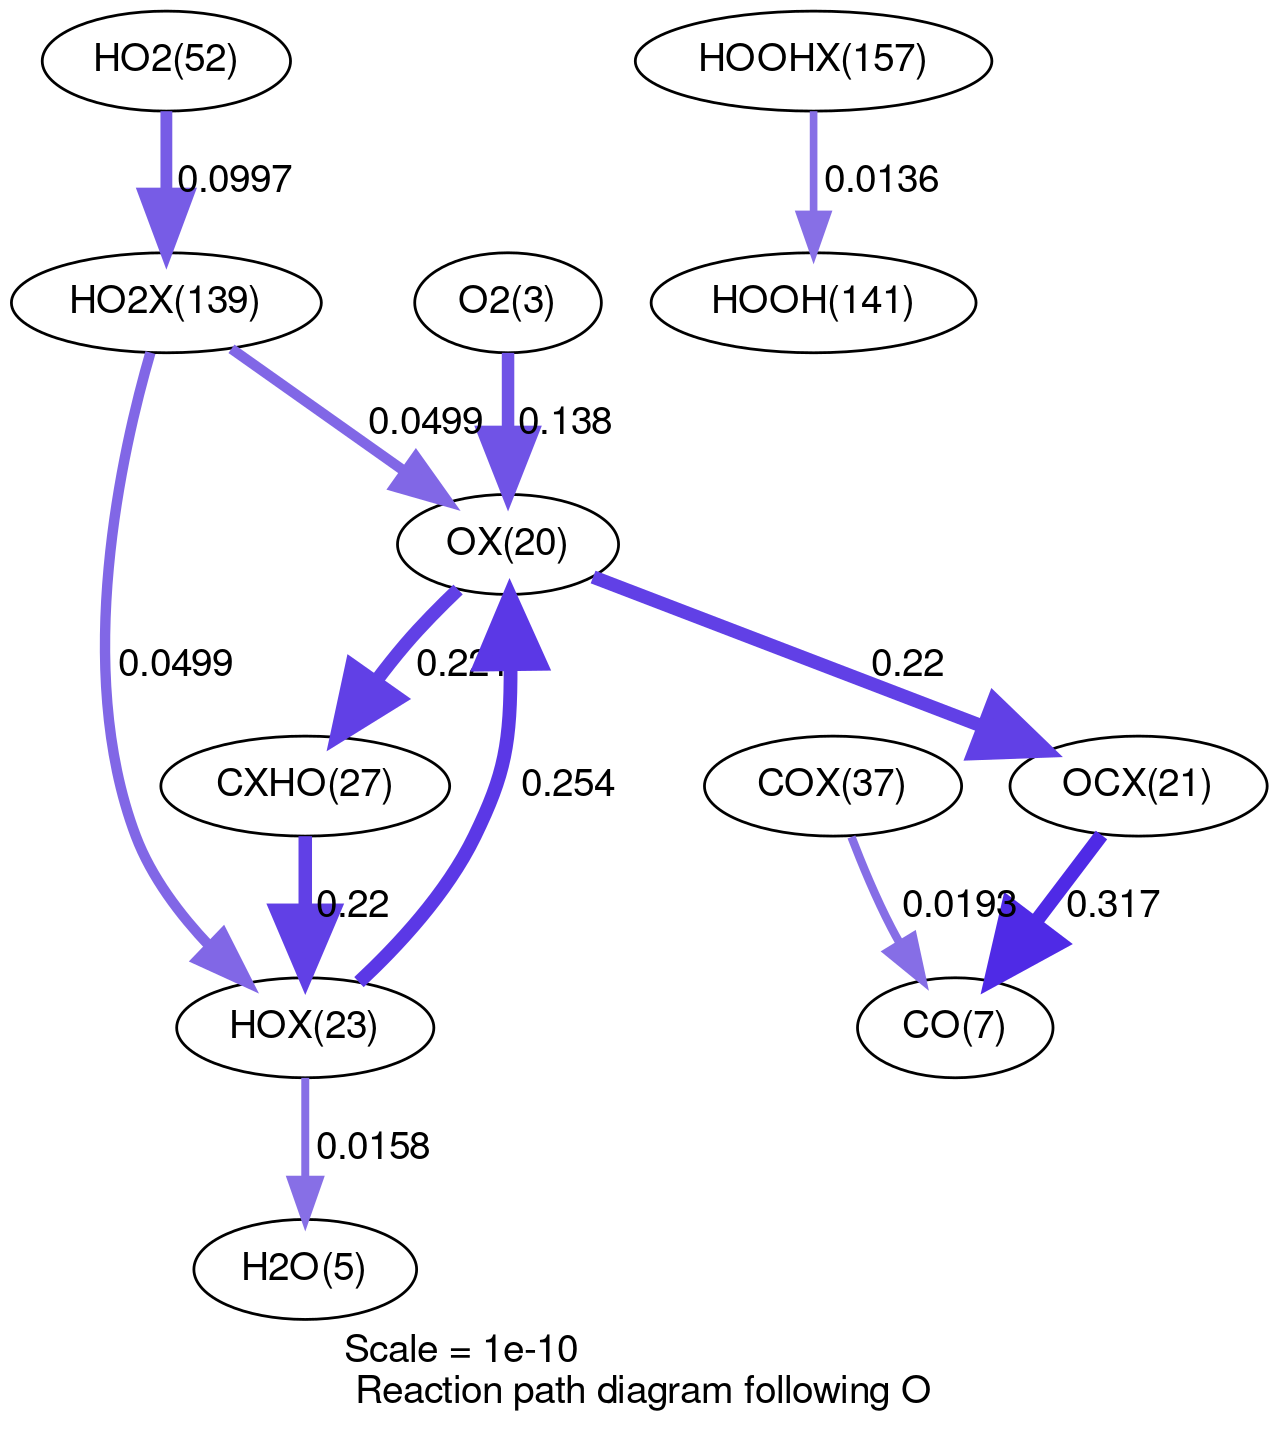 HO2(52)
HOOHX(157)
0.0997
0.0136
HO2X(139)
O2(3)
HOOH(141)
0.0499
0.138
OX(20)
0.0499
0.22
CXHO(27)
0.254
COX(37)
OCX(21)
0.22
0.0193
0.317
HOX(23)
CO(7)
0.0158
H2O(5)
Scale = 1e-10
Reaction path diagram following O